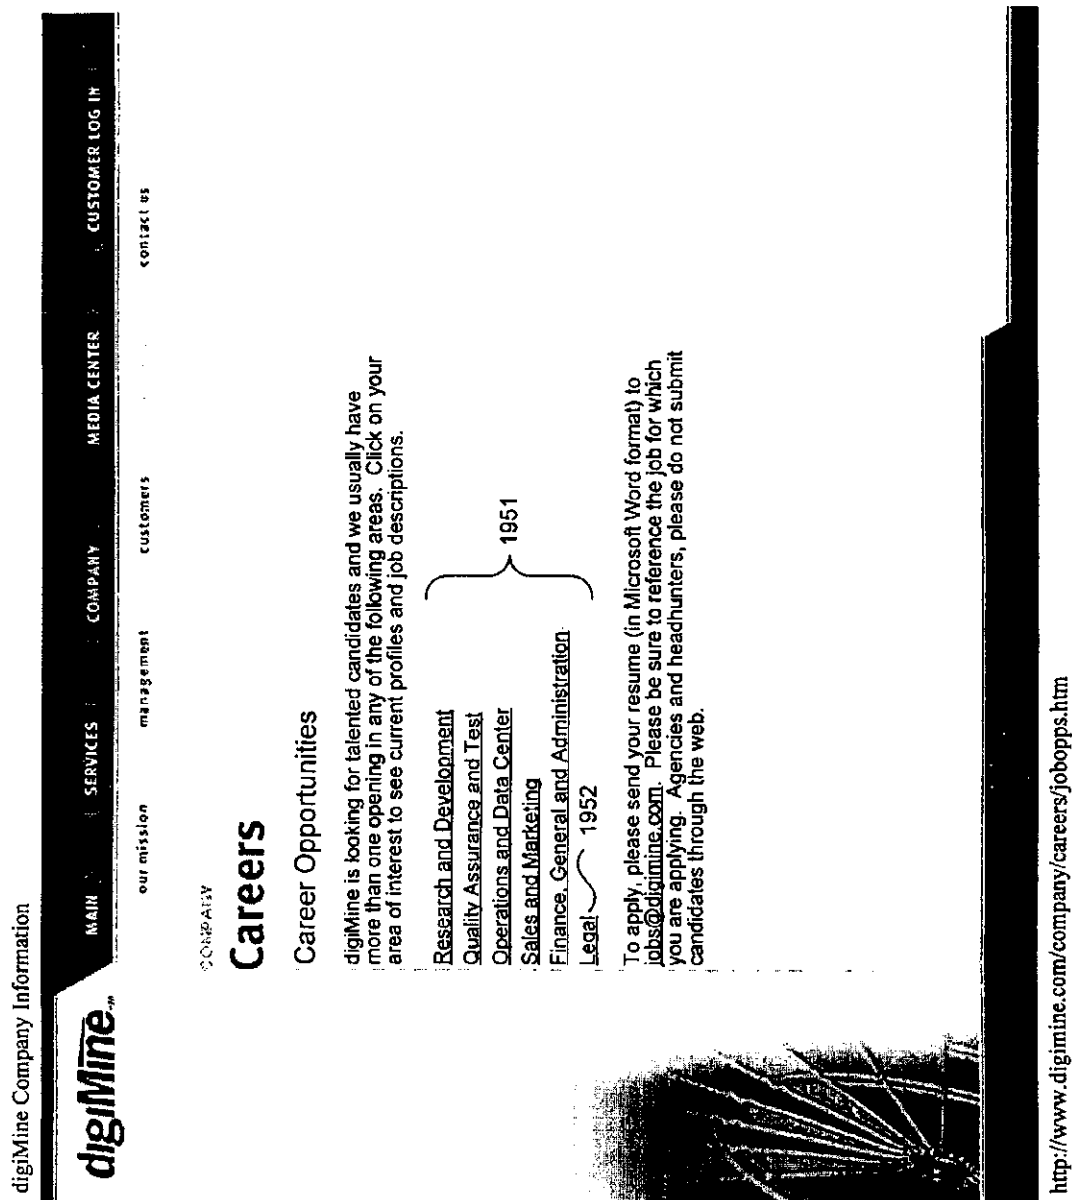 digiMine Company Information
digiMine™
MAIN
SERVICES
COMPANY
MEDIA CENTER
CUSTOMER LOG IN
our mission
management
customers
contact us
COMPANY
Careers
Career Opportunities
digiMine is looking for talented candidates and we usually have
more than one opening in any of the following areas. Click on your
area of interest to see current profiles and job descriptions.
Research and Development
Quality Assurance and Test
Operations and Data Center
1951
Sales and Marketing
Finance, General and Administration
Legal 1952
To apply, please send your resume (in Microsoft Word format) to
jobs@digimine.com. Please be sure to reference the job for which
you are applying. Agencies and headhunters, please do not submit
candidates through the web.
http://www.digimine.com/company/careers/jobopps.htm